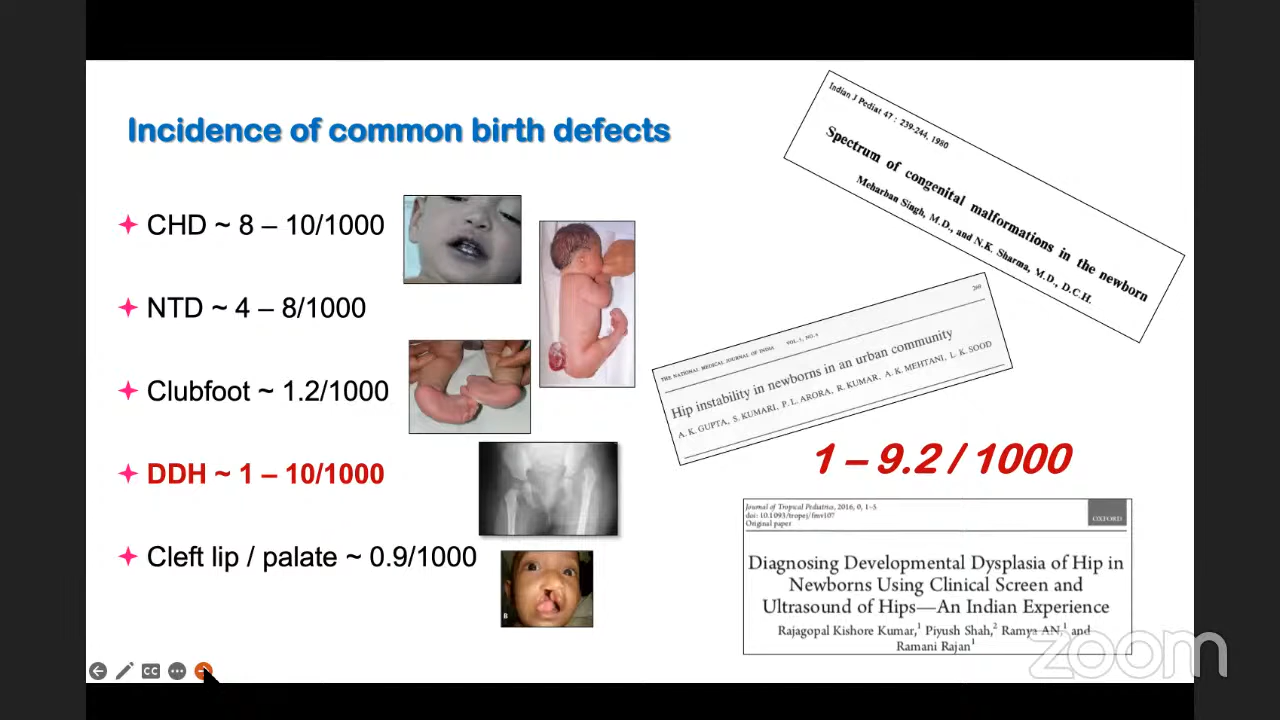 Incidence of common birth defects
CHD ~ 8 – 10/1000
NTD ~ 4 – 8/1000
Clubfoot ~ 1.2/1000
DDH ~ 1 – 10/1000
Cleft lip / palate ~ 0.9/1000
B
Indian J Pediat 47 : 239-244, 1980
Spectrum of congenital malformations in the newborn
Meharban Singh, M.D., and N.K. Sharma, M.D., D.C.H.
THE NATIONAL MEDICAL JOURNAL OF INDIA VOL. 5, NO. 6
269
Hip instability in newborns in an urban community
A. K. GUPTA, S. KUMARI, P. L. ARORA, R. KUMAR, A. K. MEHTANI, L. K. SOOD
1 – 9.2 / 1000
Journal of Tropical Pediatrics, 2016, 0, 1–5
doi: 10.1093/tropej/fmv107
Original paper
OXFORD
Diagnosing Developmental Dysplasia of Hip in
Newborns Using Clinical Screen and
Ultrasound of Hips—An Indian Experience
Rajagopal Kishore Kumar,1 Piyush Shah,2 Ramya AN,1 and
Ramani Rajan1
CC
zoom